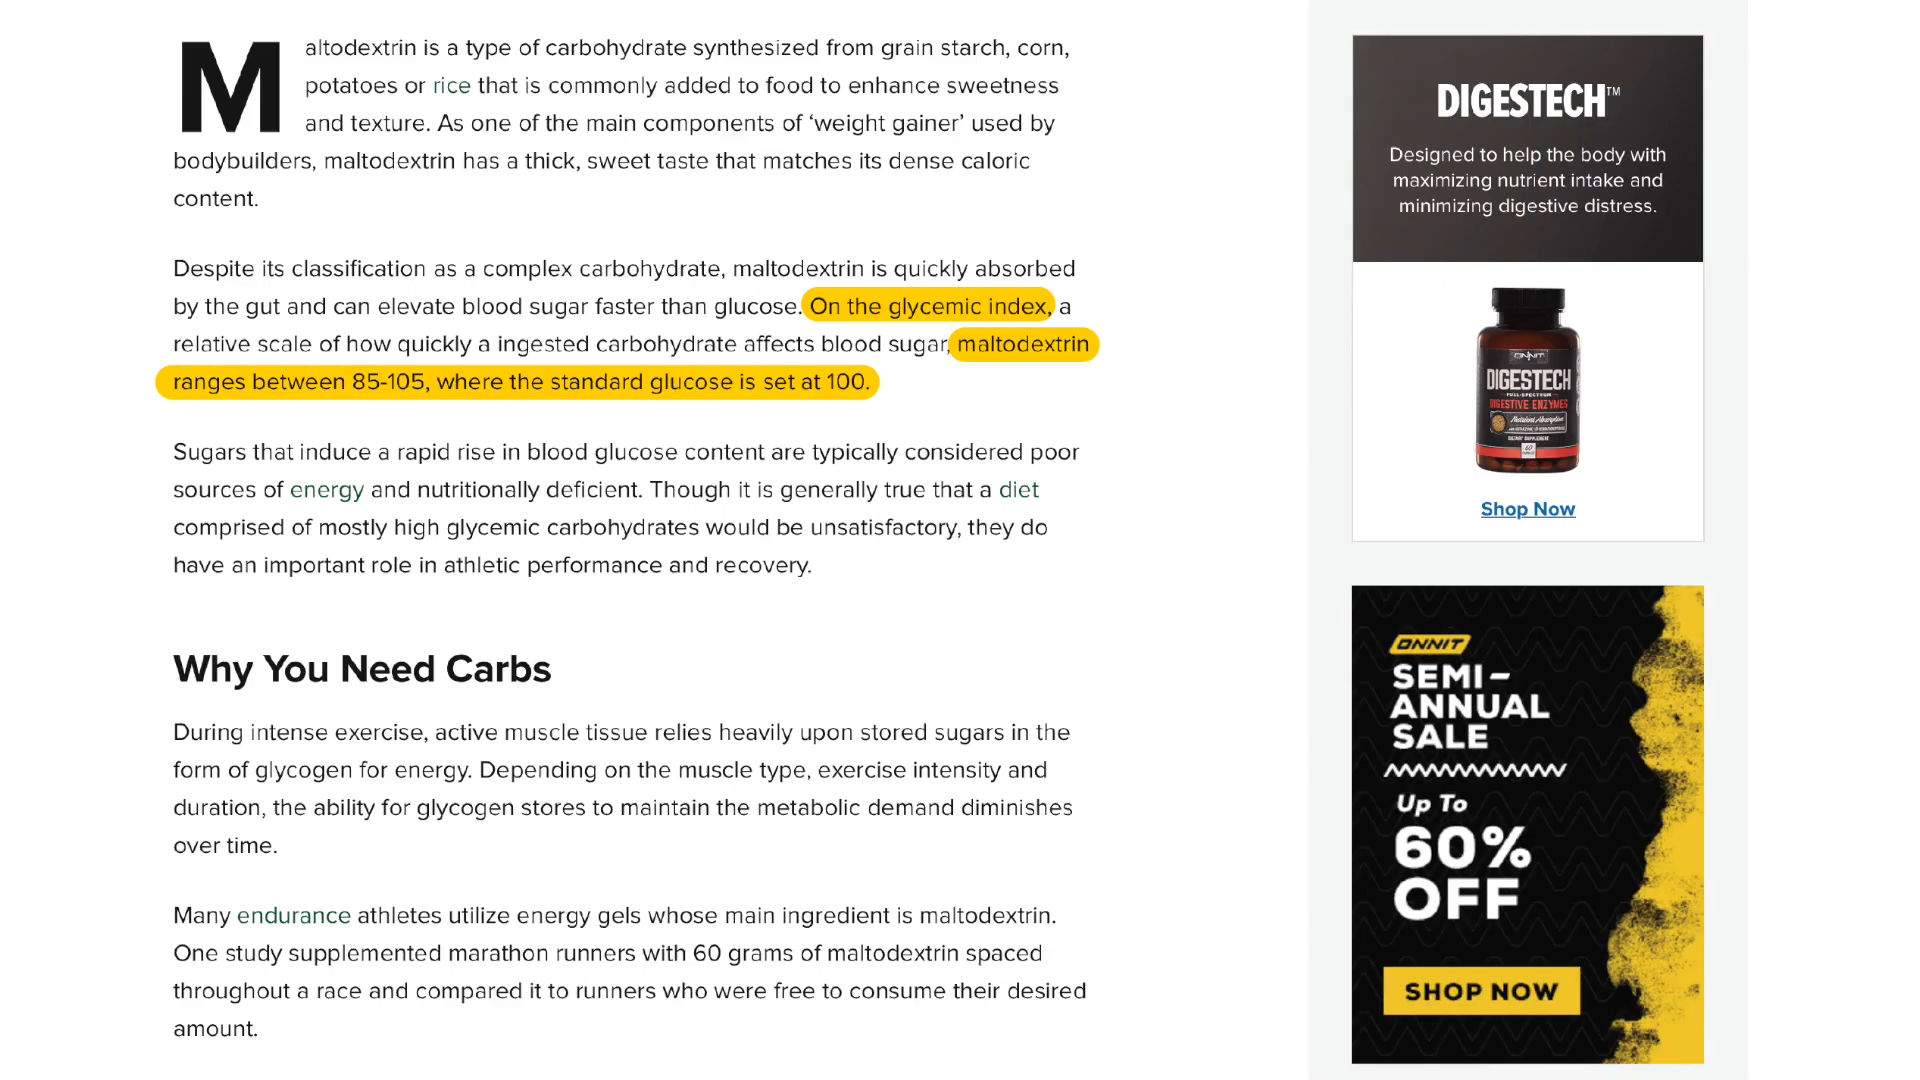 Maltodextrin is a type of carbohydrate synthesized from grain starch, corn,
potatoes or rice that is commonly added to food to enhance sweetness
and texture. As one of the main components of ‘weight gainer’ used by
bodybuilders, maltodextrin has a thick, sweet taste that matches its dense caloric
content.
Despite its classification as a complex carbohydrate, maltodextrin is quickly absorbed
by the gut and can elevate blood sugar faster than glucose. On the glycemic index, a
relative scale of how quickly a ingested carbohydrate affects blood sugar, maltodextrin
ranges between 85-105, where the standard glucose is set at 100.
Sugars that induce a rapid rise in blood glucose content are typically considered poor
sources of energy and nutritionally deficient. Though it is generally true that a diet
comprised of mostly high glycemic carbohydrates would be unsatisfactory, they do
have an important role in athletic performance and recovery.
Why You Need Carbs
During intense exercise, active muscle tissue relies heavily upon stored sugars in the
form of glycogen for energy. Depending on the muscle type, exercise intensity and
duration, the ability for glycogen stores to maintain the metabolic demand diminishes
over time.
Many endurance athletes utilize energy gels whose main ingredient is maltodextrin.
One study supplemented marathon runners with 60 grams of maltodextrin spaced
throughout a race and compared it to runners who were free to consume their desired
amount.
DIGESTECH™
Designed to help the body with
maximizing nutrient intake and
minimizing digestive distress.
ONNIT
DIGESTECH
FULL-SPECTRUM
DIGESTIVE ENZYMES
Nutrient Absorption
DIETARY SUPPLEMENT
Shop Now
ONNIT
SEMI-
ANNUAL
SALE
Up To
60%
OFF
SHOP NOW